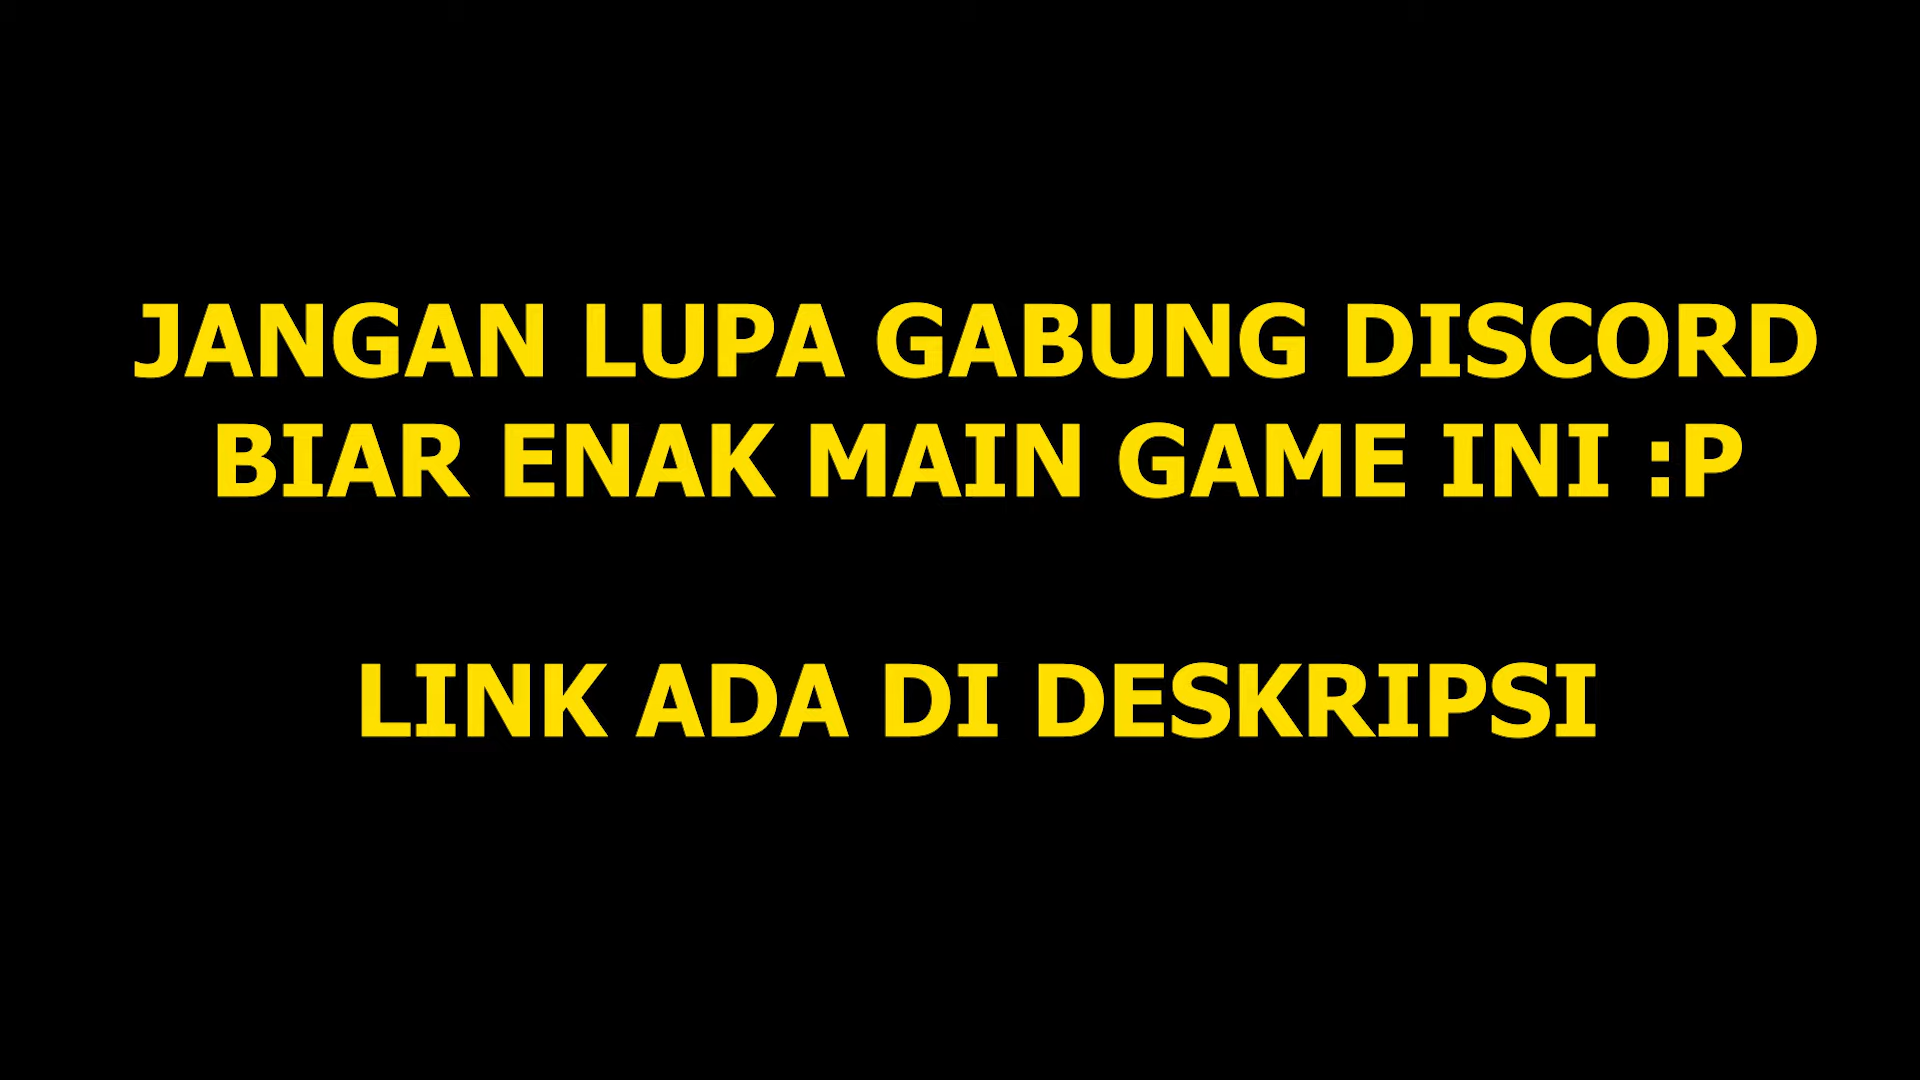 JANGAN LUPA GABUNG DISCORD
BIAR ENAK MAIN GAME INI :P
LINK ADA DI DESKRIPSI